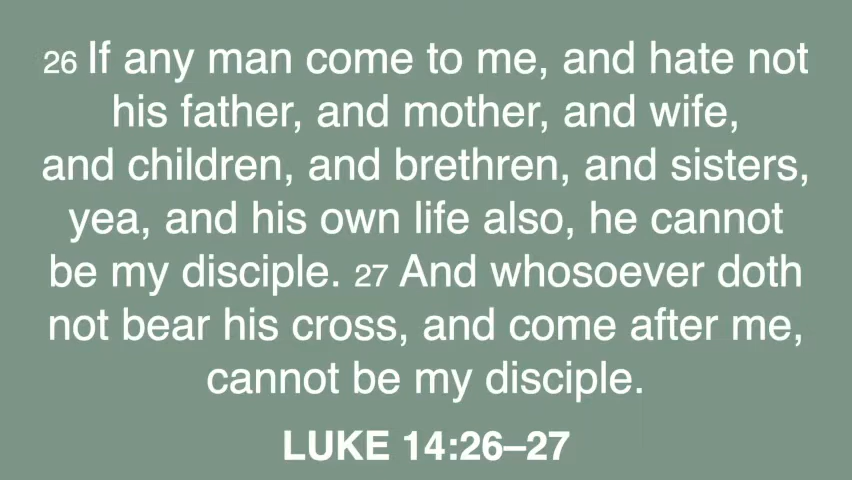 26 If any man come to me, and hate not
his father, and mother, and wife,
and children, and brethren, and sisters,
yea, and his own life also, he cannot
be my disciple. 27 And whosoever doth
not bear his cross, and come after me,
cannot be my disciple.
LUKE 14:26–27